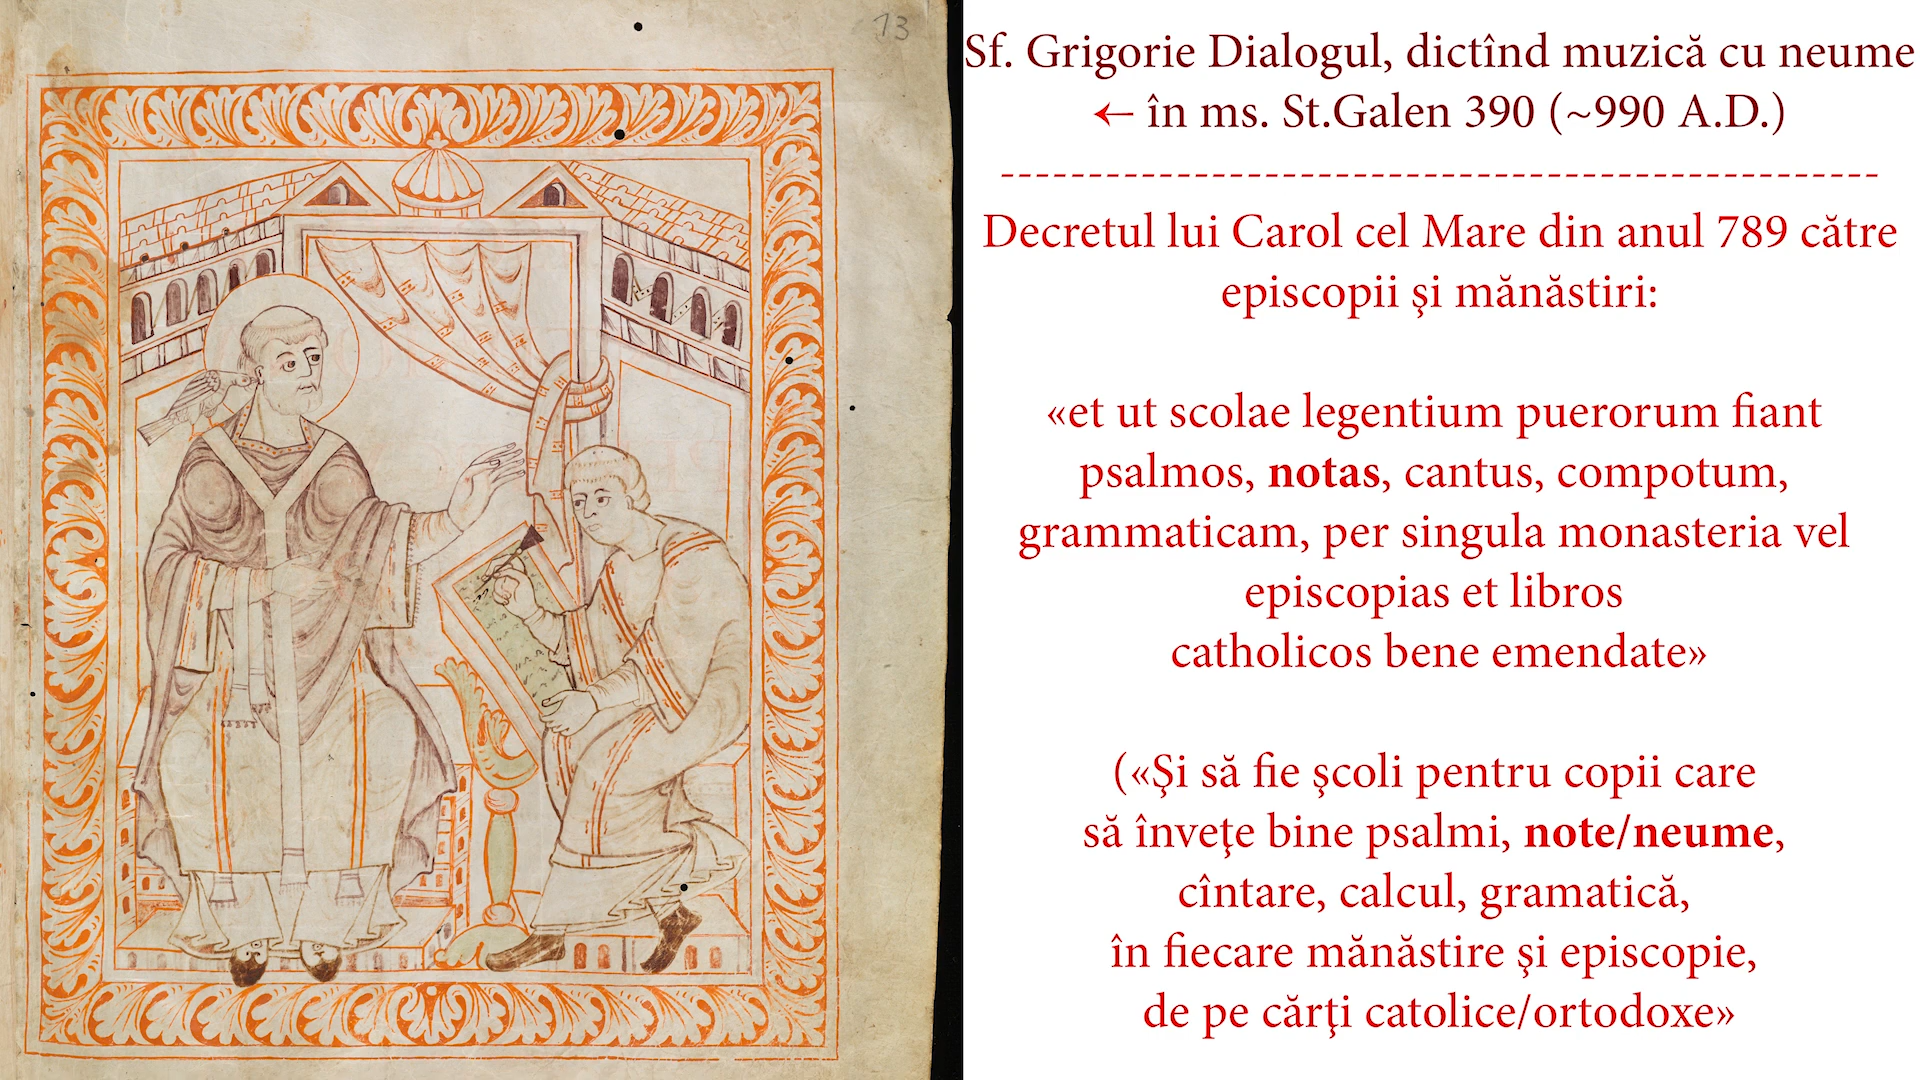 13
Sf. Grigorie Dialogul, dictînd muzică cu neume
← în ms. St.Galen 390 (~990 A.D.)
Decretul lui Carol cel Mare din anul 789 către
episcopii şi mănăstiri:
«et ut scolae legentium puerorum fiant
psalmos, notas, cantus, compotum,
grammaticam, per singula monasteria vel
episcopias et libros
catholicos bene emendate»
(«Şi să fie şcoli pentru copii care
să înveţe bine psalmi, note/neume,
cîntare, calcul, gramatică,
în fiecare mănăstire şi episcopie,
de pe cărţi catolice/ortodoxe»